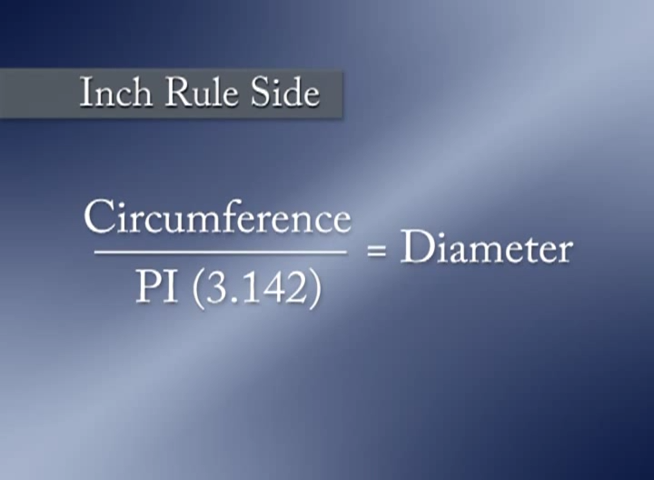 Inch Rule Side
Circumference
= Diameter
PI (3.142)